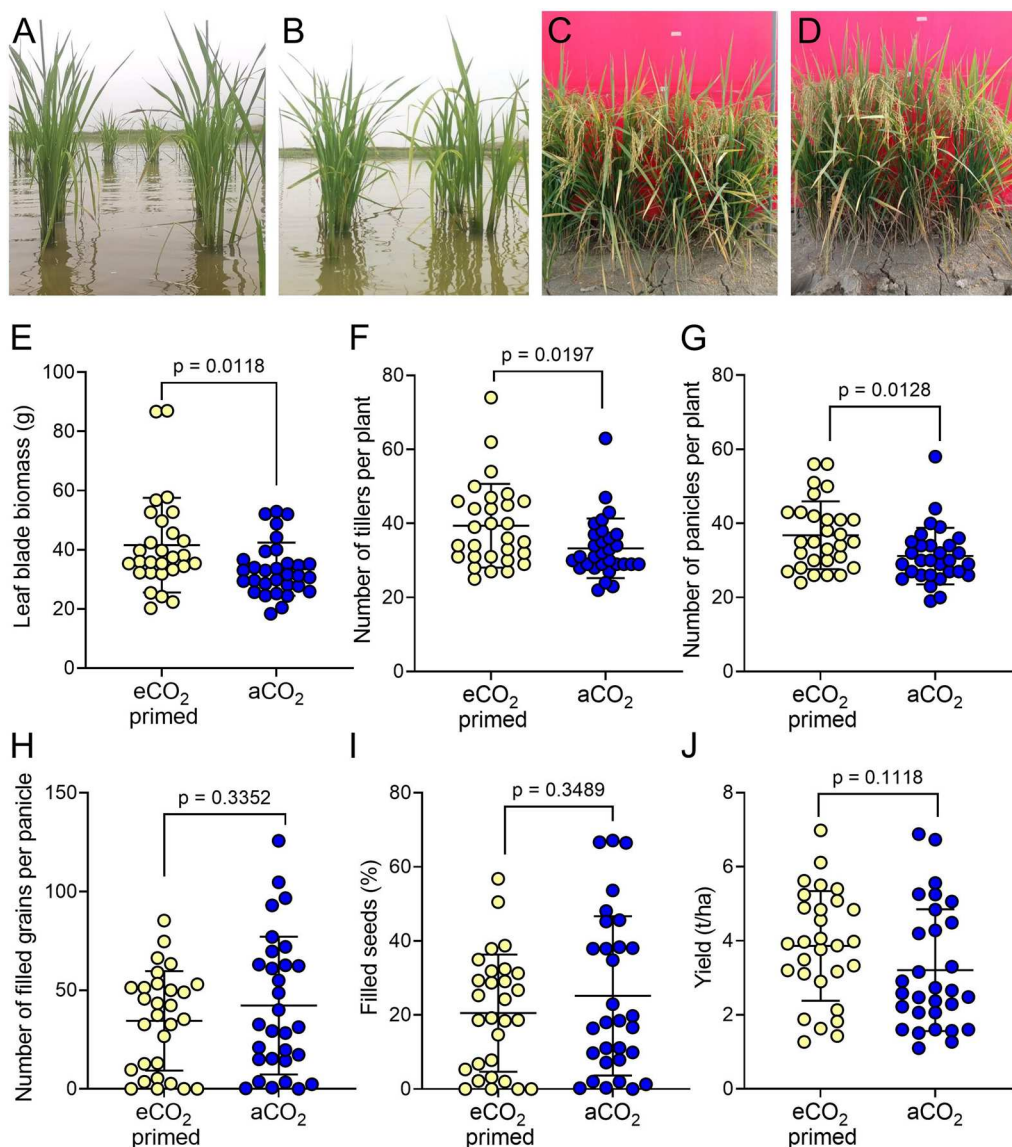 A
B
C
D
E
p = 0.0118
Leaf blade biomass (g)
100
80
60
40
20
0
eCO₂
primed
aCO₂
F
p = 0.0197
Number of tillers per plant
80
60
40
20
0
eCO₂
primed
aCO₂
G
p = 0.0128
Number of panicles per plant
80
60
40
20
0
eCO₂
primed
aCO₂
H
p = 0.3352
Number of filled grains per panicle
150
100
50
0
eCO₂
primed
aCO₂
I
p = 0.3489
Filled seeds (%)
80
60
40
20
0
eCO₂
primed
aCO₂
J
p = 0.1118
Yield (t/ha)
8
6
4
2
0
eCO₂
primed
aCO₂